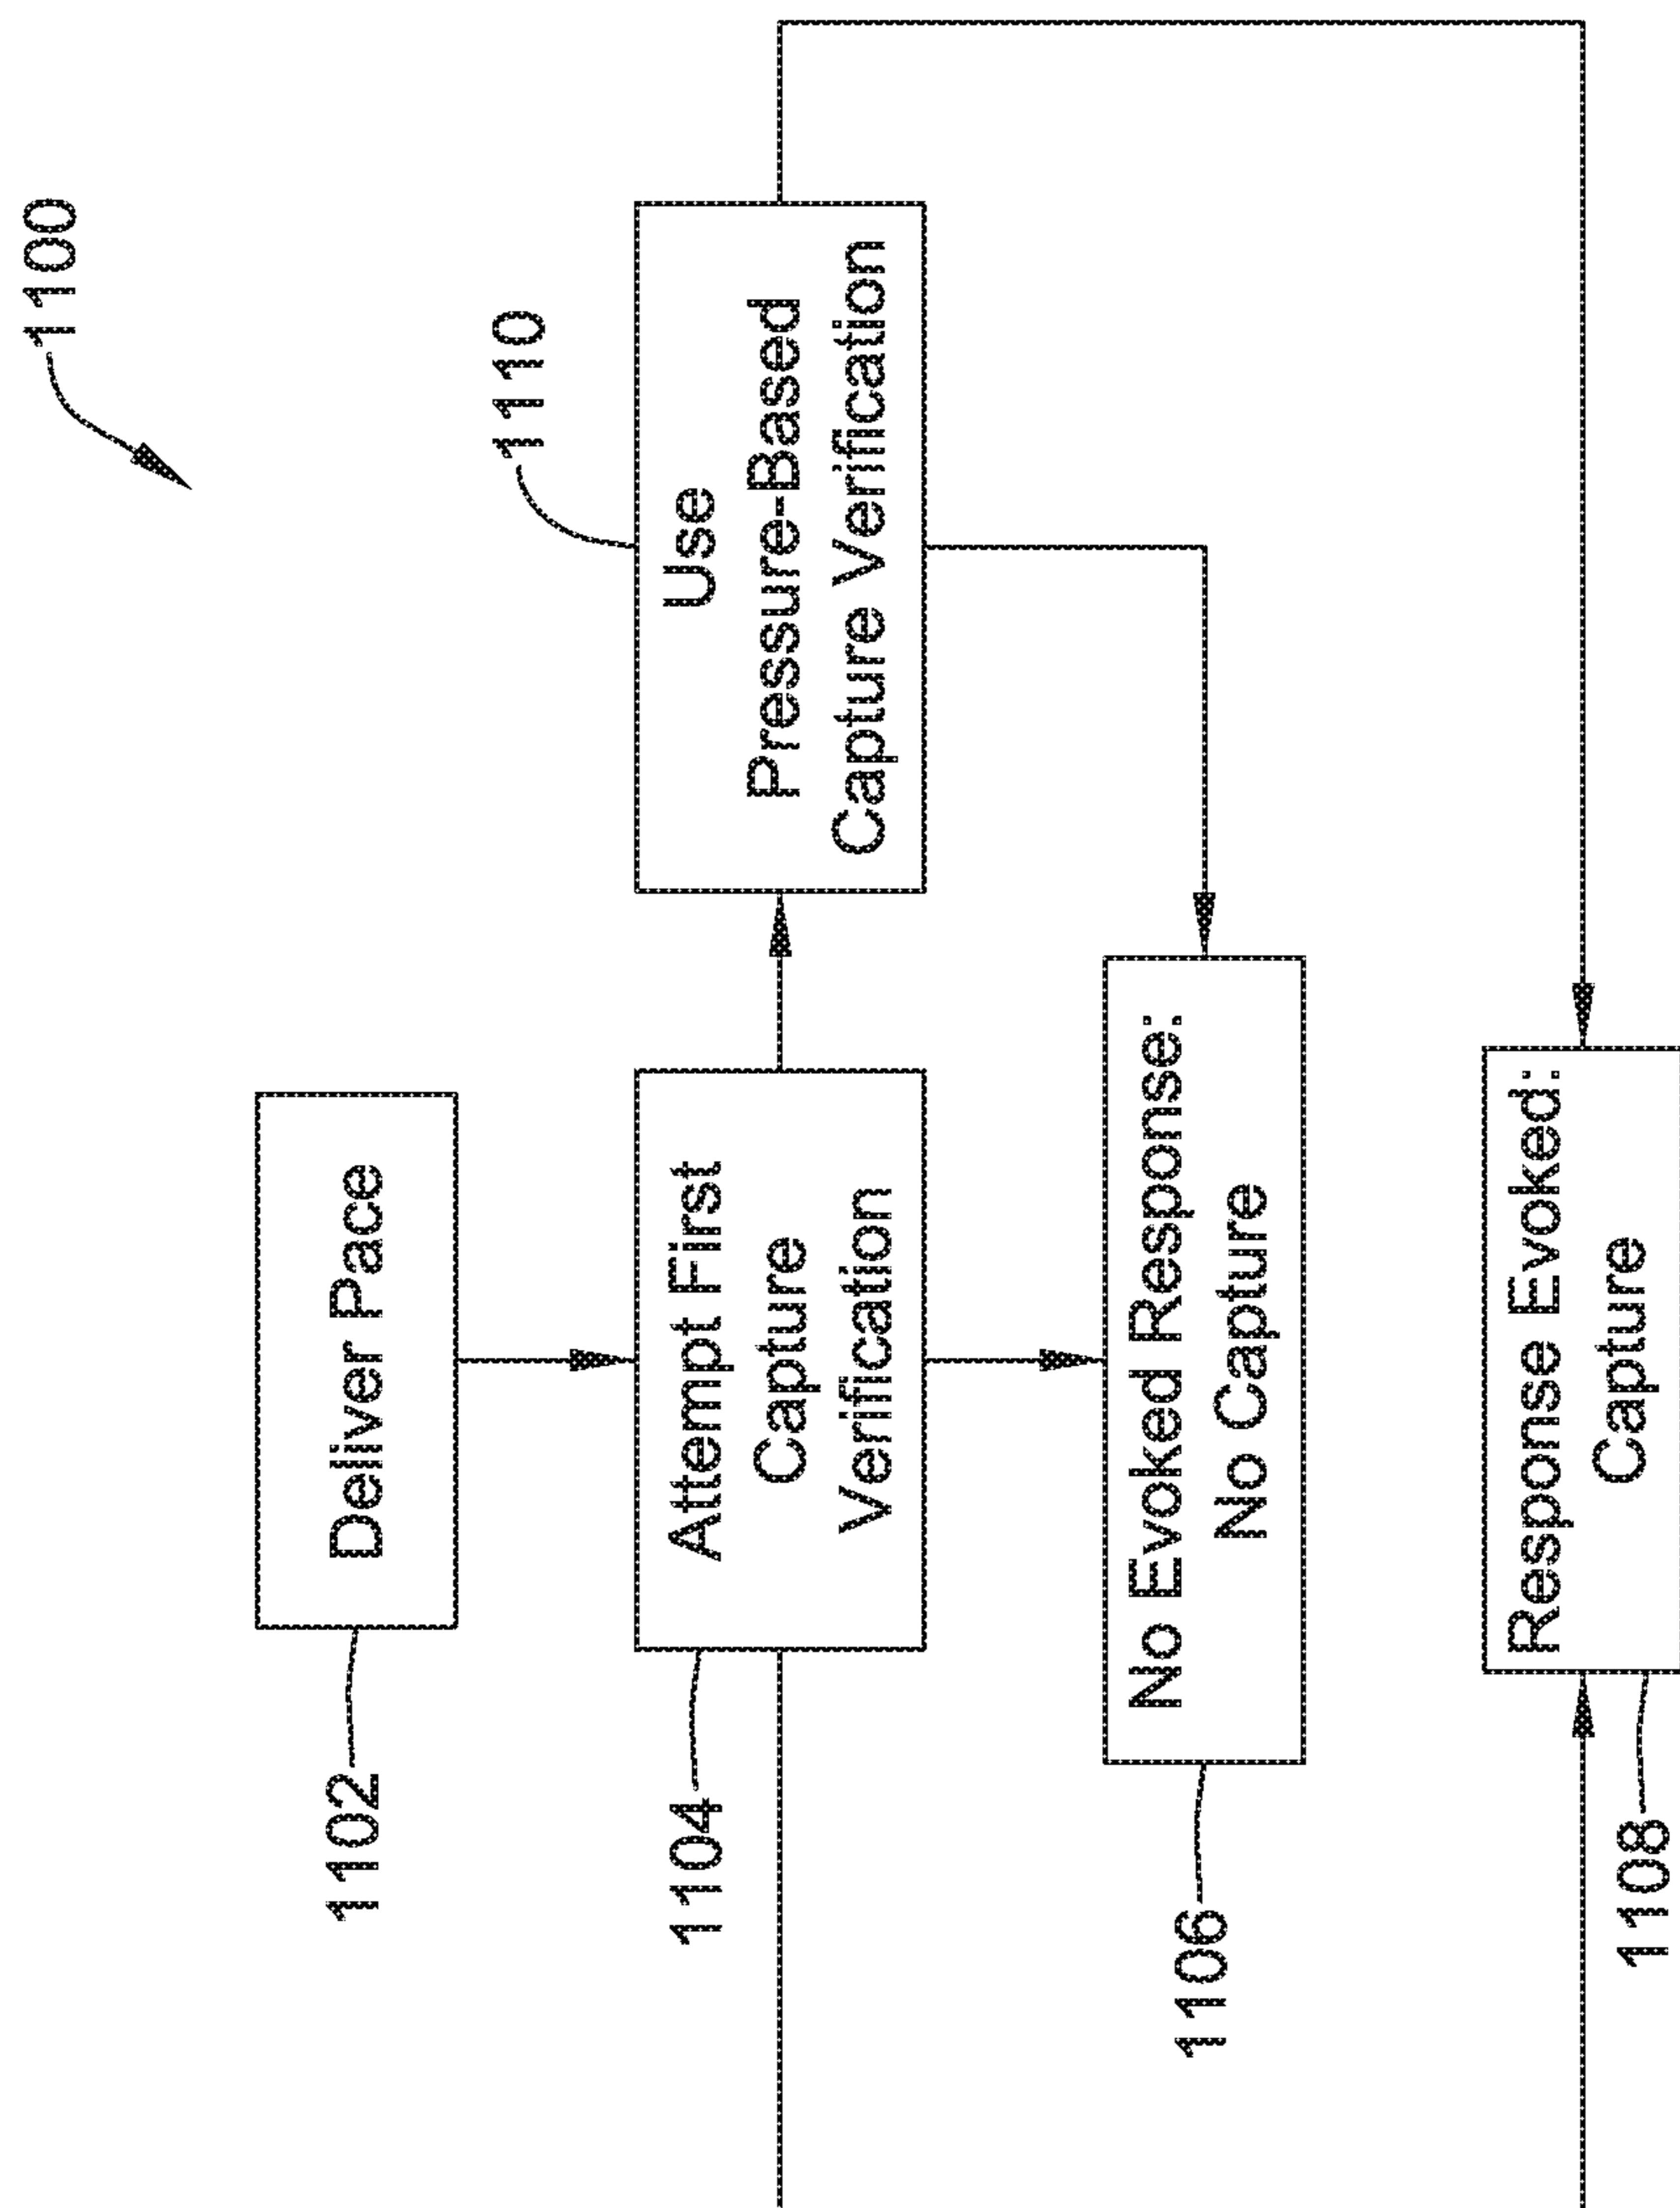 1100
1102
Deliver Pace
1104
Attempt First
Capture
Verification
1110
Use
Pressure-Based
Capture Verification
1106
No Evoked Response:
No Capture
1108
Response Evoked:
Capture